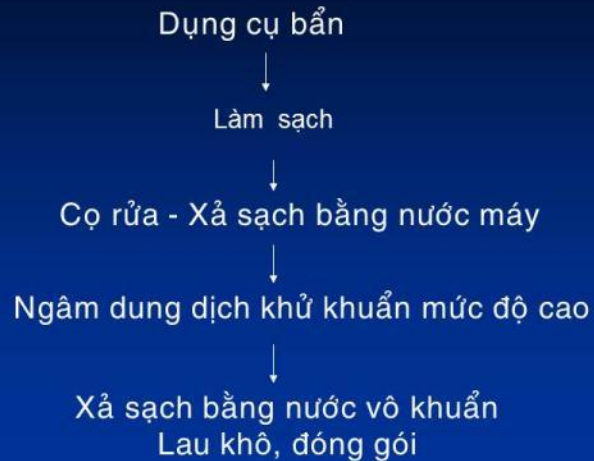 Dụng cụ bẩn
Làm sạch
Cọ rửa - Xả sạch bằng nước máy
Ngâm dung dịch khử khuẩn mức độ cao
Xả sạch bằng nước vô khuẩn
Lau khô, đóng gói